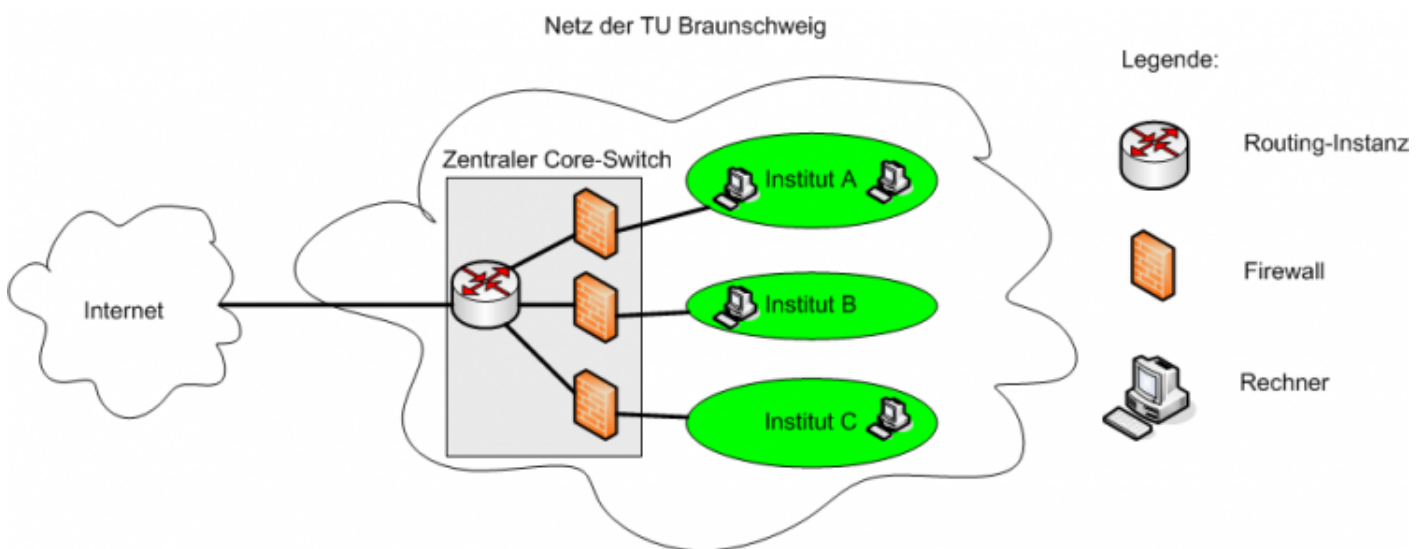 Netz der TU Braunschweig
Legende:
Routing-Instanz
Zentraler Core-Switch
Institut A
Firewall
Internet
Institut B
Rechner
Institut C